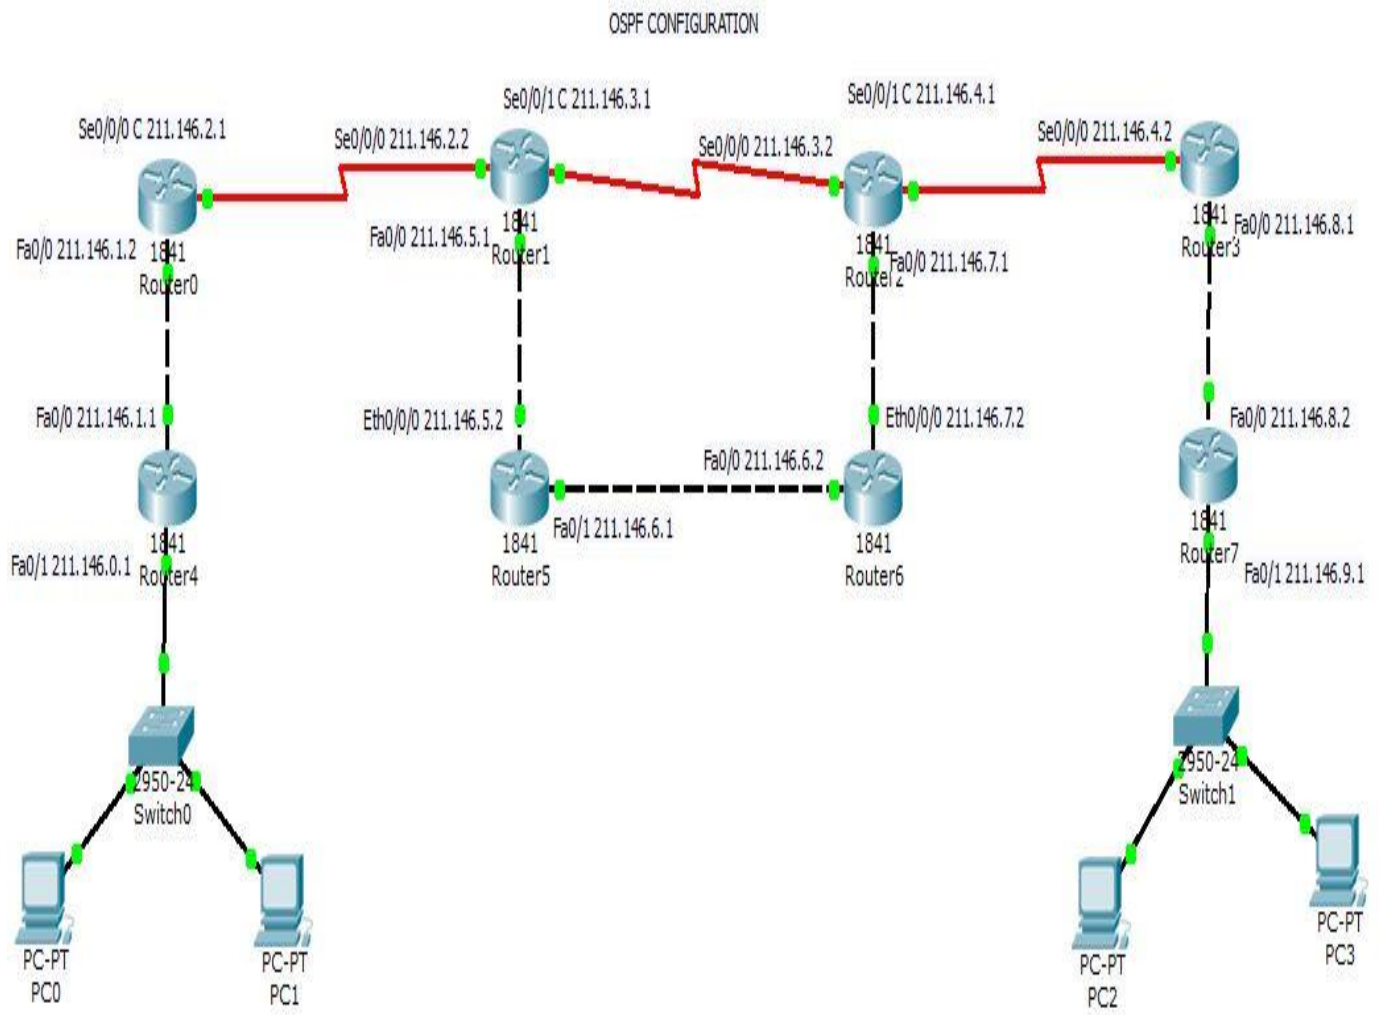 OSPF CONFIGURATION
Se0/0/1 C 211.146.3.1
Se0/0/1 C 211.146.4.1
Se0/0/0 C 211.146.2.1
Se0/0/0 211.146.2.2
Se0/0/0 211.146.3.2
Se0/0/0 211.146.4.2
Fa0/0 211.146.1.2
1841
Router0
Fa0/0 211.146.5.1
1841
Router1
1841
Router2
Fa0/0 211.146.7.1
1841
Router3
Fa0/0 211.146.8.1
Fa0/0 211.146.1.1
Eth0/0/0 211.146.5.2
Eth0/0/0 211.146.7.2
Fa0/0 211.146.8.2
Fa0/0 211.146.6.2
Fa0/1 211.146.6.1
Fa0/1 211.146.0.1
1841
Router4
1841
Router5
1841
Router6
1841
Router7
Fa0/1 211.146.9.1
2950-24
Switch0
2950-24
Switch1
PC-PT
PC0
PC-PT
PC1
PC-PT
PC2
PC-PT
PC3